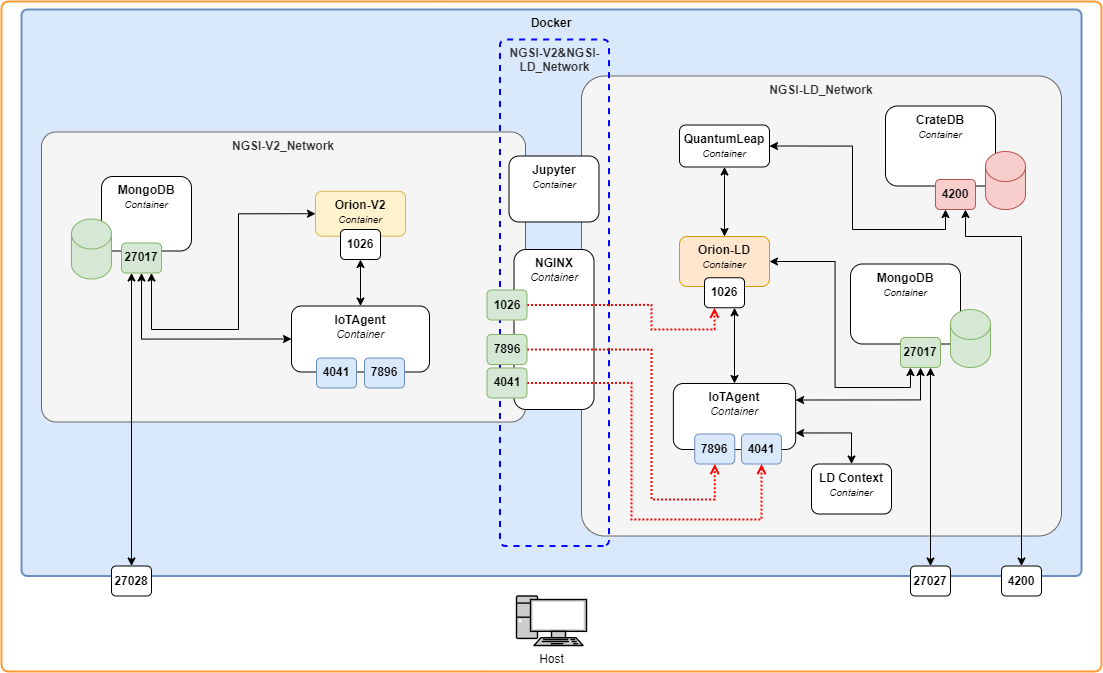 Docker
NGSI-V2&NGSI-
LD_Network
NGSI-LD_Network
NGSI-V2_Network
MongoDB
Container
27017
Orion-V2
Container
1026
IoTAgent
Container
4041
7896
Jupyter
Container
NGINX
Container
1026
7896
4041
QuantumLeap
Container
CrateDB
Container
4200
Orion-LD
Container
1026
MongoDB
Container
27017
IoTAgent
Container
7896
4041
LD Context
Container
27028
27027
4200
Host